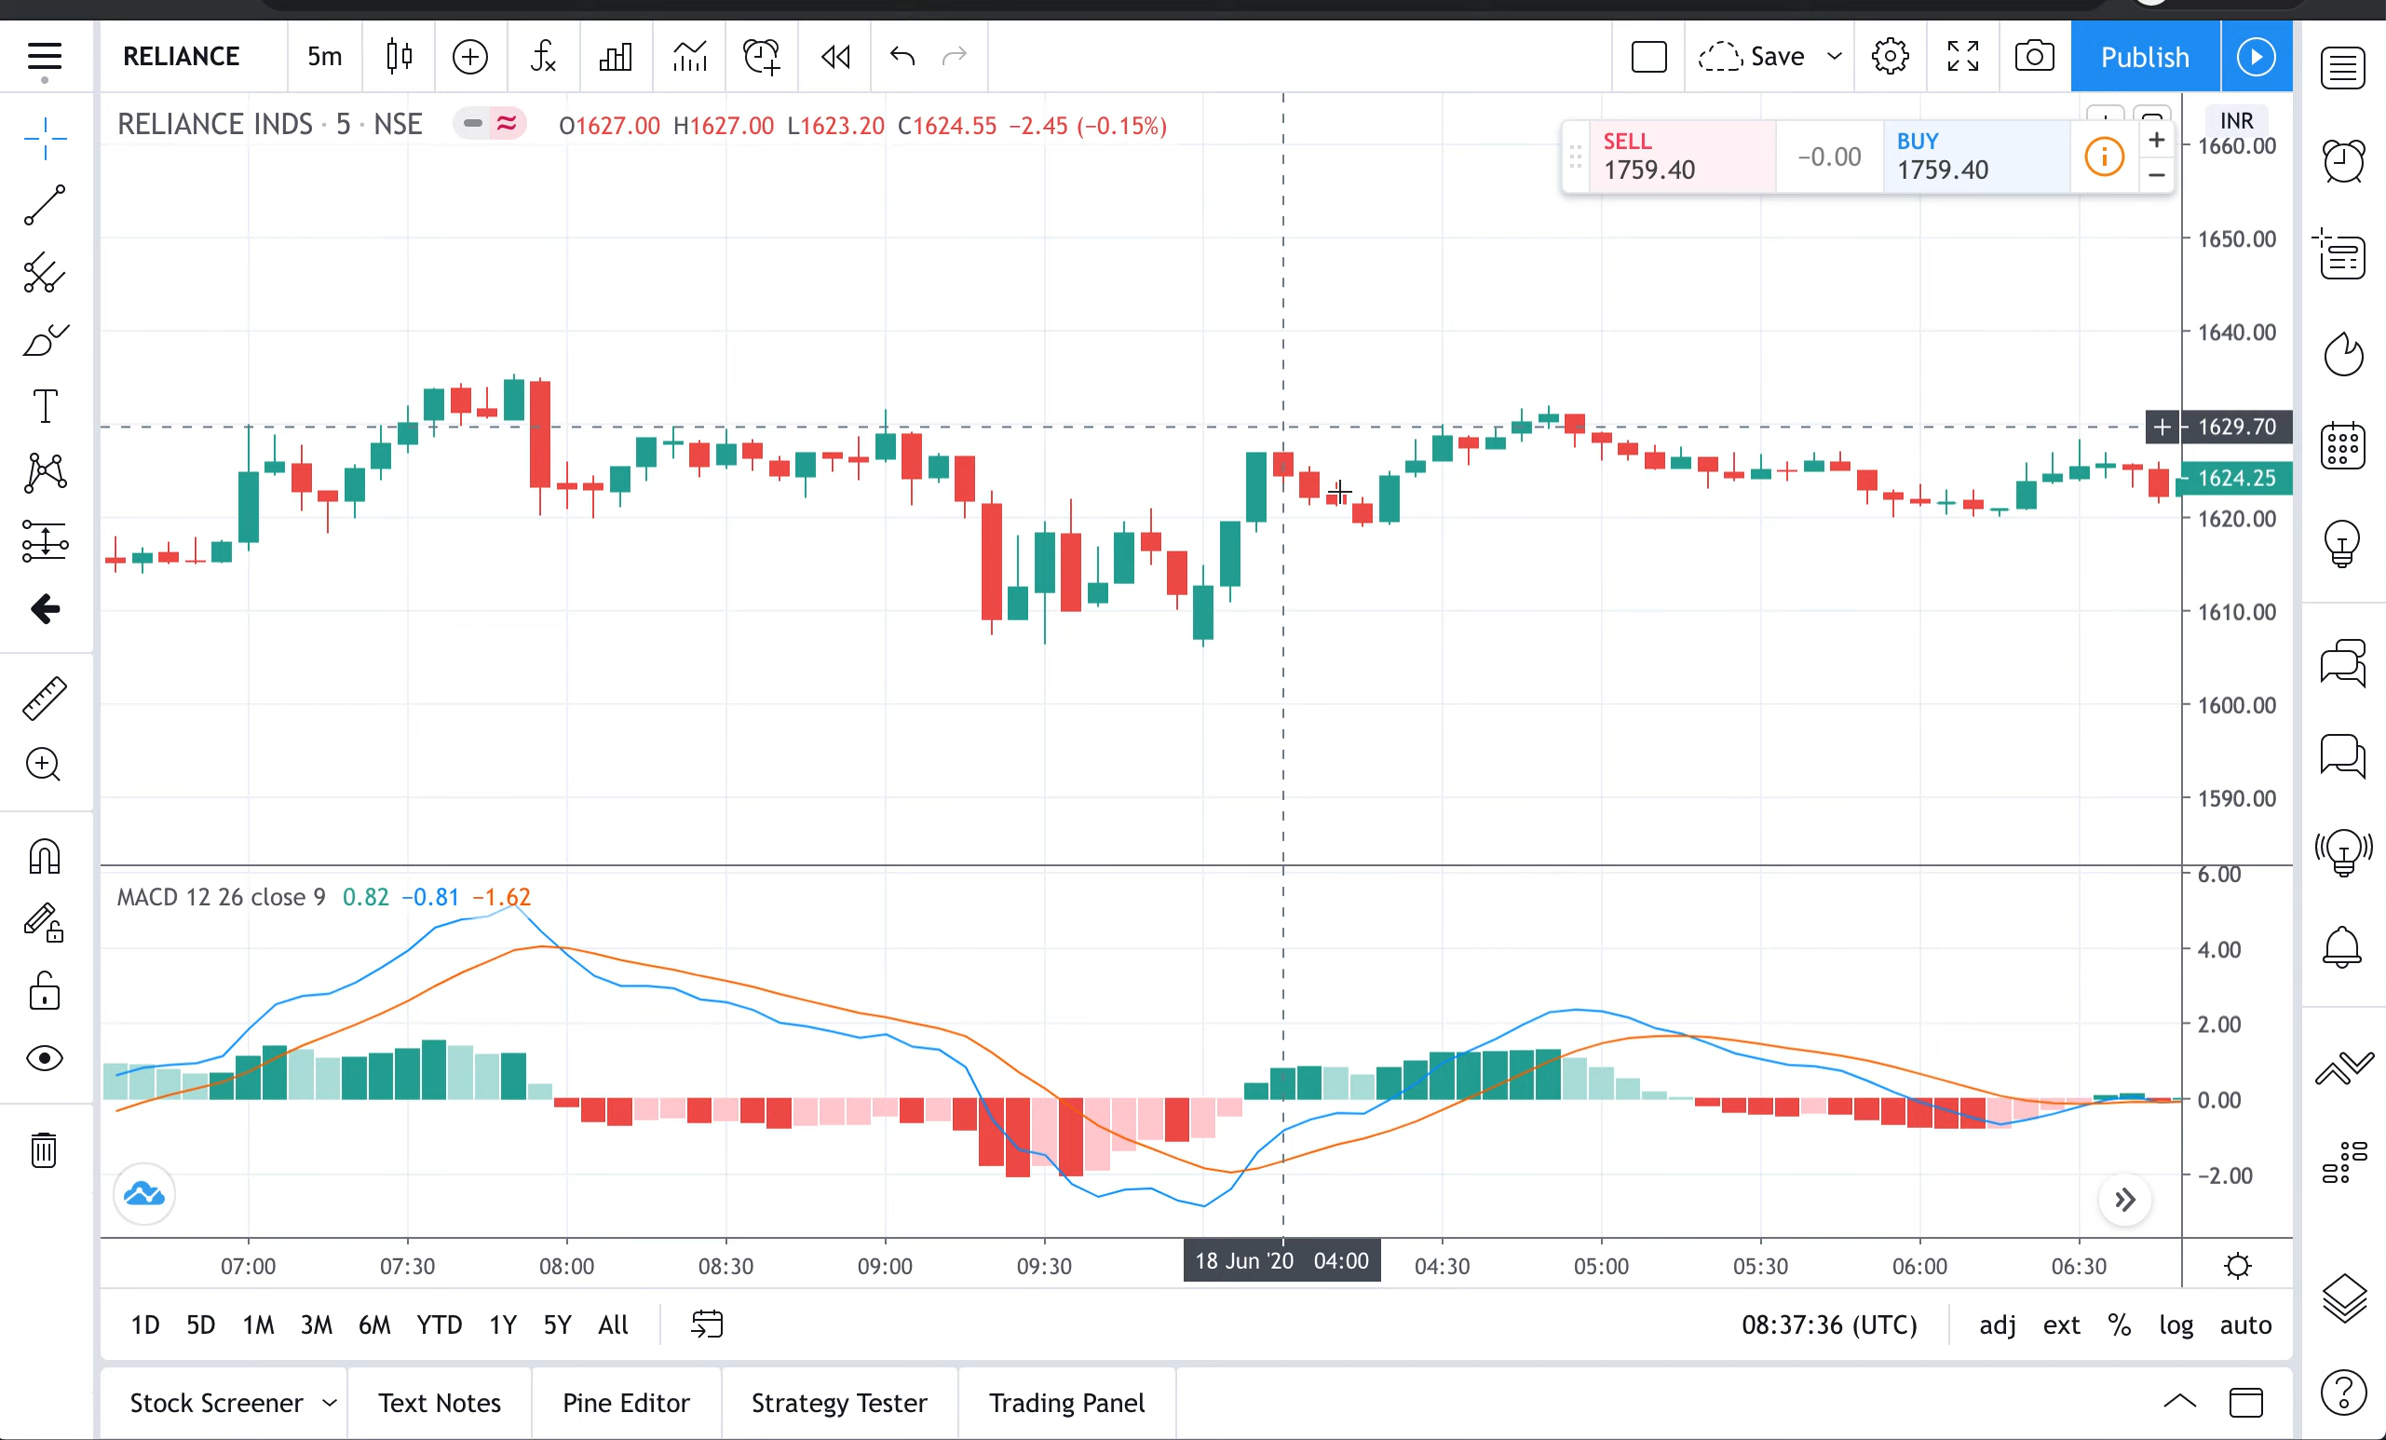 RELIANCE 5m Save Publish
RELIANCE INDS · 5 · NSE O1627.00 H1627.00 L1623.20 C1624.55 −2.45 (−0.15%)
SELL
1759.40
−0.00
BUY
1759.40
INR
1660.00
1650.00
1640.00
1629.70
1624.25
1620.00
1610.00
1600.00
1590.00
MACD 12 26 close 9 0.82 −0.81 −1.62
6.00
4.00
2.00
0.00
−2.00
07:00 07:30 08:00 08:30 09:00 09:30 18 Jun '20 04:00 04:30 05:00 05:30 06:00 06:30
1D 5D 1M 3M 6M YTD 1Y 5Y All 08:37:36 (UTC) adj ext % log auto
Stock Screener Text Notes Pine Editor Strategy Tester Trading Panel